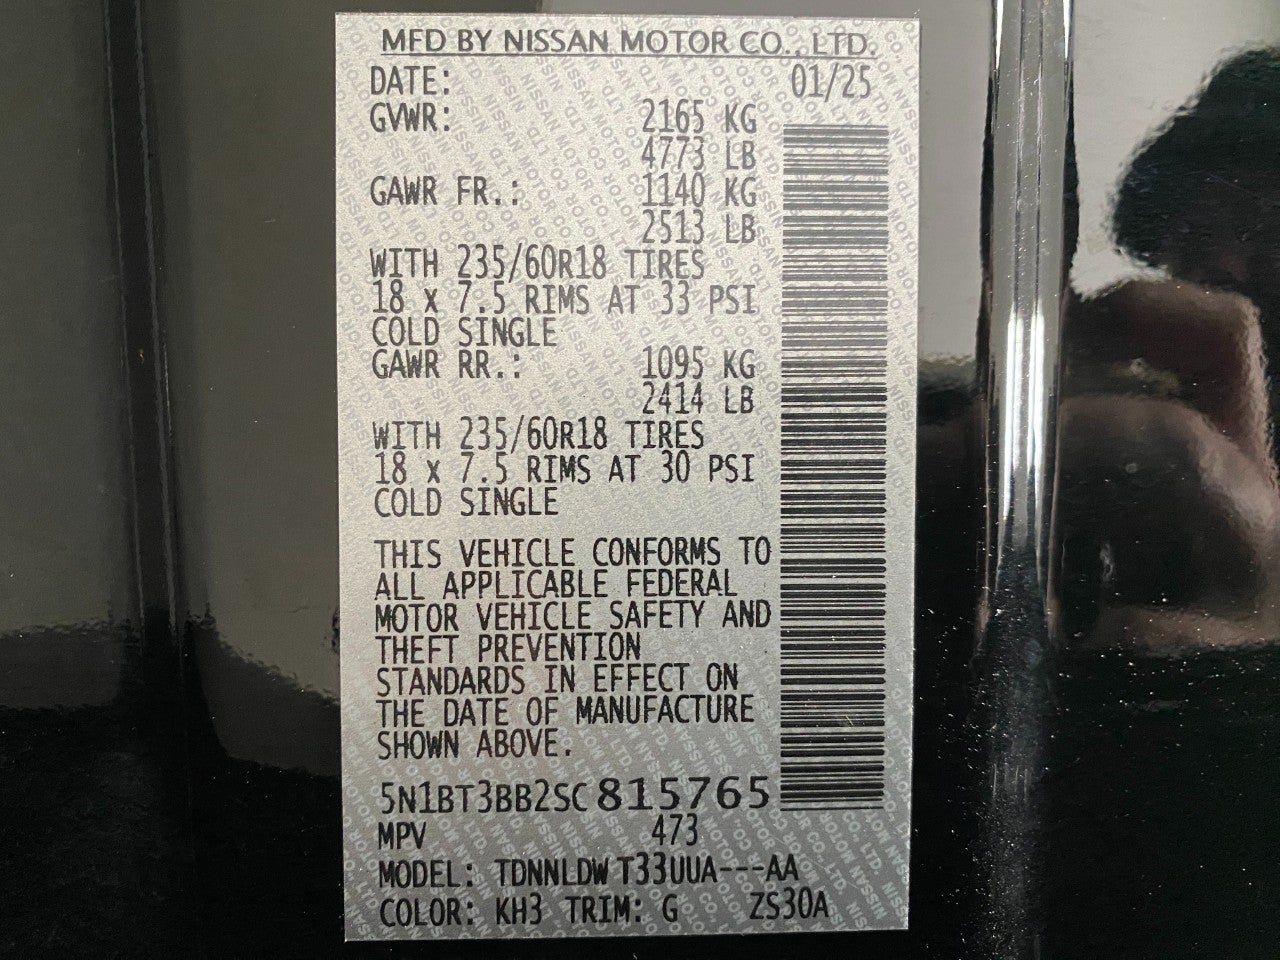 MFD BY NISSAN MOTOR CO., LTD.
DATE: 01/25
GVWR: 2165 KG
4773 LB
GAWR FR.: 1140 KG
2513 LB
WITH 235/60R18 TIRES
18 x 7.5 RIMS AT 33 PSI
COLD SINGLE
GAWR RR.: 1095 KG
2414 LB
WITH 235/60R18 TIRES
18 x 7.5 RIMS AT 30 PSI
COLD SINGLE
THIS VEHICLE CONFORMS TO
ALL APPLICABLE FEDERAL
MOTOR VEHICLE SAFETY AND
THEFT PREVENTION
STANDARDS IN EFFECT ON
THE DATE OF MANUFACTURE
SHOWN ABOVE.
5N1BT3BB2SC815765
MPV 473
MODEL: TDNNLDWT33UUA---AA
COLOR: KH3 TRIM: G ZS30A